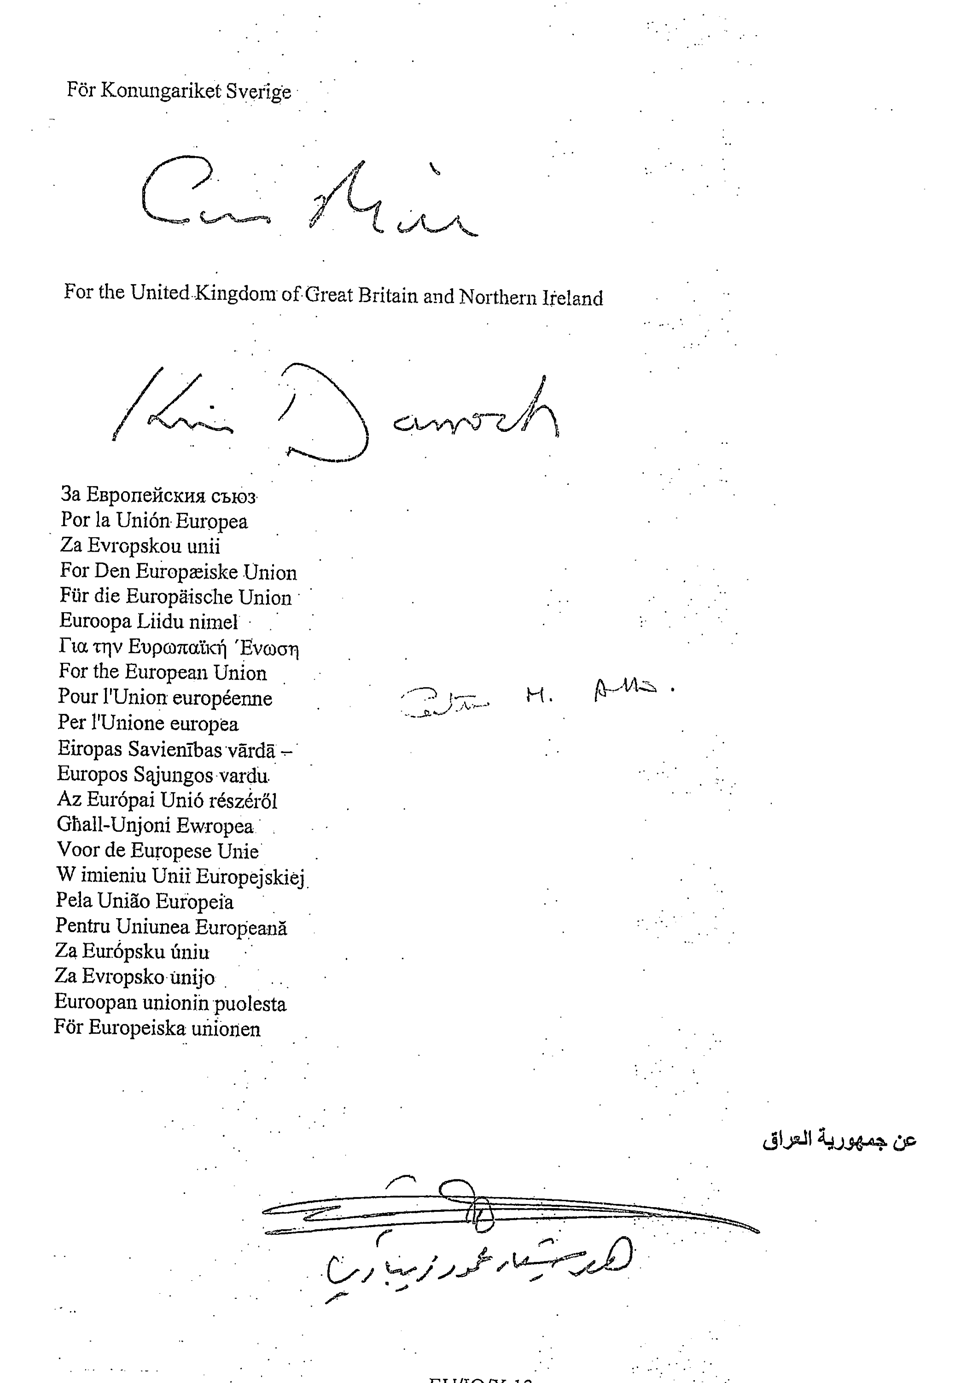 För Konungariket Sverige
For the United Kingdom of Great Britain and Northern Ireland
Kim Darroch
За Европейския съюз
Por la Unión Europea
Za Evropskou unii
For Den Europæiske Union
Für die Europäische Union
Euroopa Liidu nimel
Για την Ευρωπαϊκή Ένωση
For the European Union
Pour l'Union européenne
Per l'Unione europea
Eiropas Savienības vārdā –
Europos Sąjungos vardu
Az Európai Unió részéről
Għall-Unjoni Ewropea
Voor de Europese Unie
W imieniu Unii Europejskiej
Pela União Europeia
Pentru Uniunea Europeană
Za Európsku úniu
Za Evropsko unijo
Euroopan unionin puolesta
För Europeiska unionen
عن جمهورية العراق